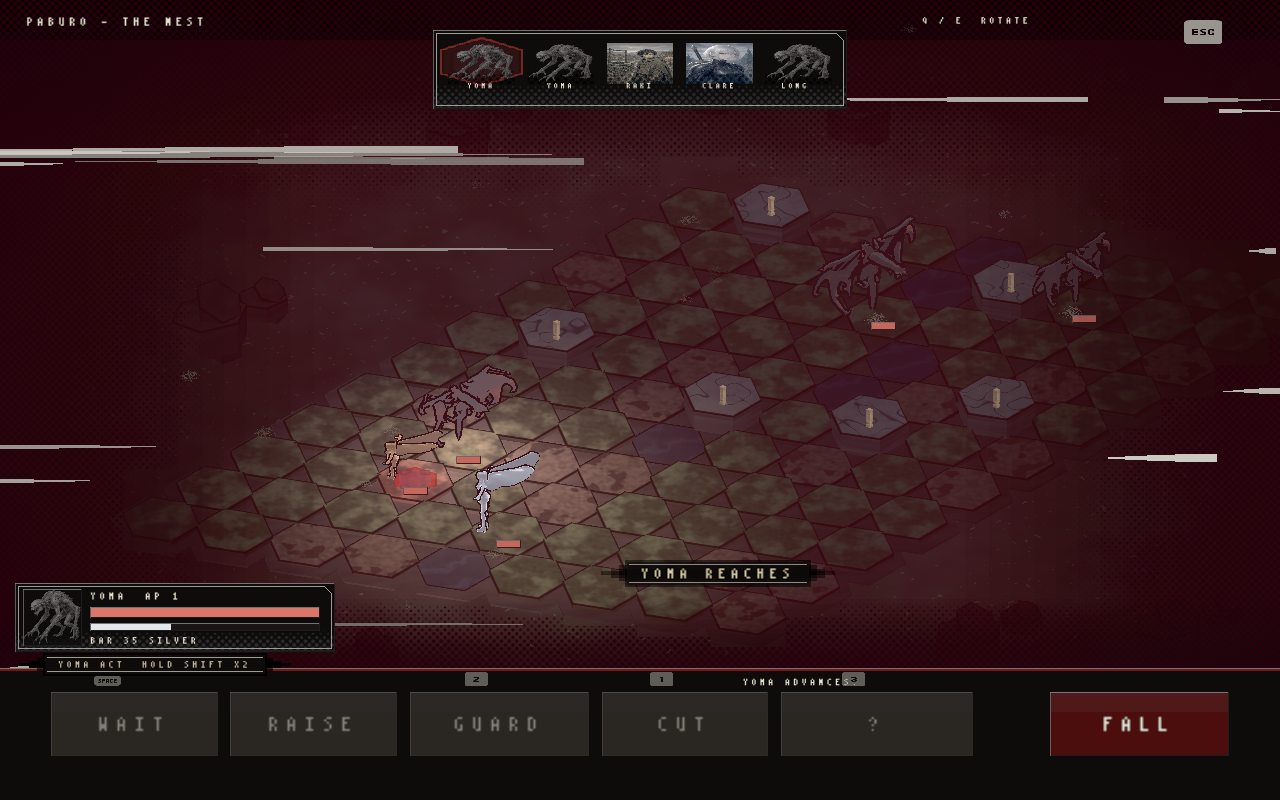 PABURO - THE NEST
Q / E ROTATE
ESC
YOMA
YOMA
RAKI
CLARE
LONG
YOMA REACHES
YOMA AP 1
BAR 35 SILVER
YOMA ACT HOLD SHIFT X2
YOMA ADVANCES
SPACE
2
1
3
WAIT
RAISE
GUARD
CUT
?
FALL